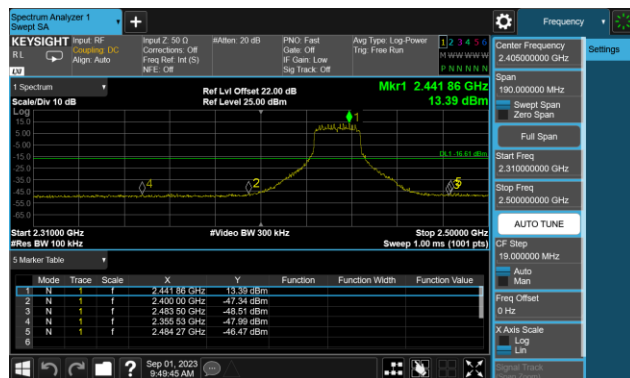 Spectrum Analyzer 1
Swept SA
Frequency
KEYSIGHT
R L
LXI
Input: RF
Coupling: DC
Align: Auto
Input Z: 50 Ω
Corrections: Off
Freq Ref: Int (S)
NFE: Off
#Atten: 20 dB
PNO: Fast
Gate: Off
IF Gain: Low
Sig Track: Off
Avg Type: Log-Power
Trig: Free Run
1 2 3 4 5 6
M W W W W W
P N N N N N
Center Frequency
2.405000000 GHz
Settings
Span
190.000000 MHz
Swept Span
Zero Span
Full Span
Start Freq
2.310000000 GHz
Stop Freq
2.500000000 GHz
AUTO TUNE
CF Step
19.000000 MHz
Auto
Man
Freq Offset
0 Hz
X Axis Scale
Log
Lin
Signal Track
1 Spectrum
Scale/Div 10 dB
Log
Ref Lvl Offset 22.00 dB
Ref Level 25.00 dBm
Mkr1 2.441 86 GHz
13.39 dBm
15.0
5.00
-5.00
-15.0
-25.0
-35.0
-45.0
-55.0
-65.0
1
DL1 -16.61 dBm
4
2
Start 2.31000 GHz
#Res BW 100 kHz
#Video BW 300 kHz
Stop 2.50000 GHz
Sweep 1.00 ms (1001 pts)
5 Marker Table
Mode Trace Scale X Y Function Function Width Function Value
1 N 1 f 2.441 86 GHz 13.39 dBm
2 N 1 f 2.400 00 GHz -47.34 dBm
3 N 1 f 2.483 50 GHz -48.51 dBm
4 N 1 f 2.355 53 GHz -47.99 dBm
5 N 1 f 2.484 27 GHz -46.47 dBm
6
Sep 01, 2023
9:49:45 AM